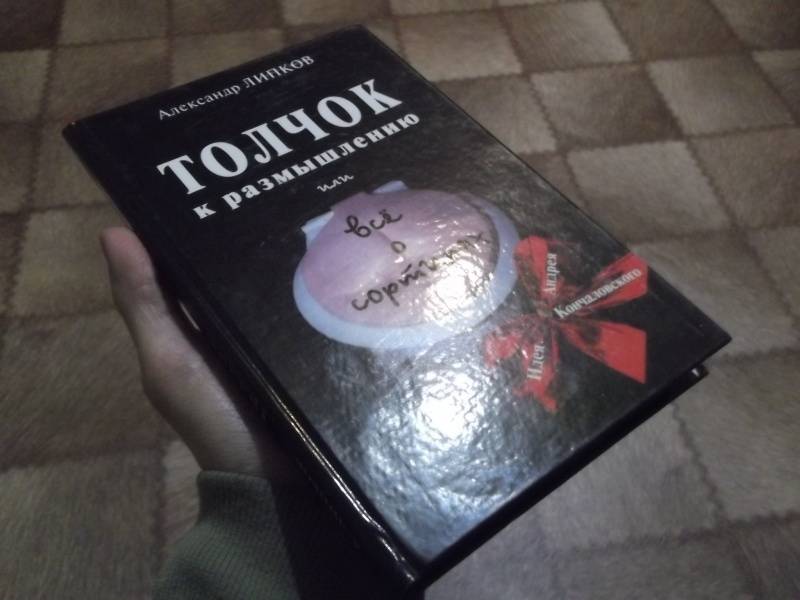 Александр ЛИПКОВ
ТОЛЧОК
к размышлению
или
всё
о
сортирах
Идея Андрея
Кончаловского